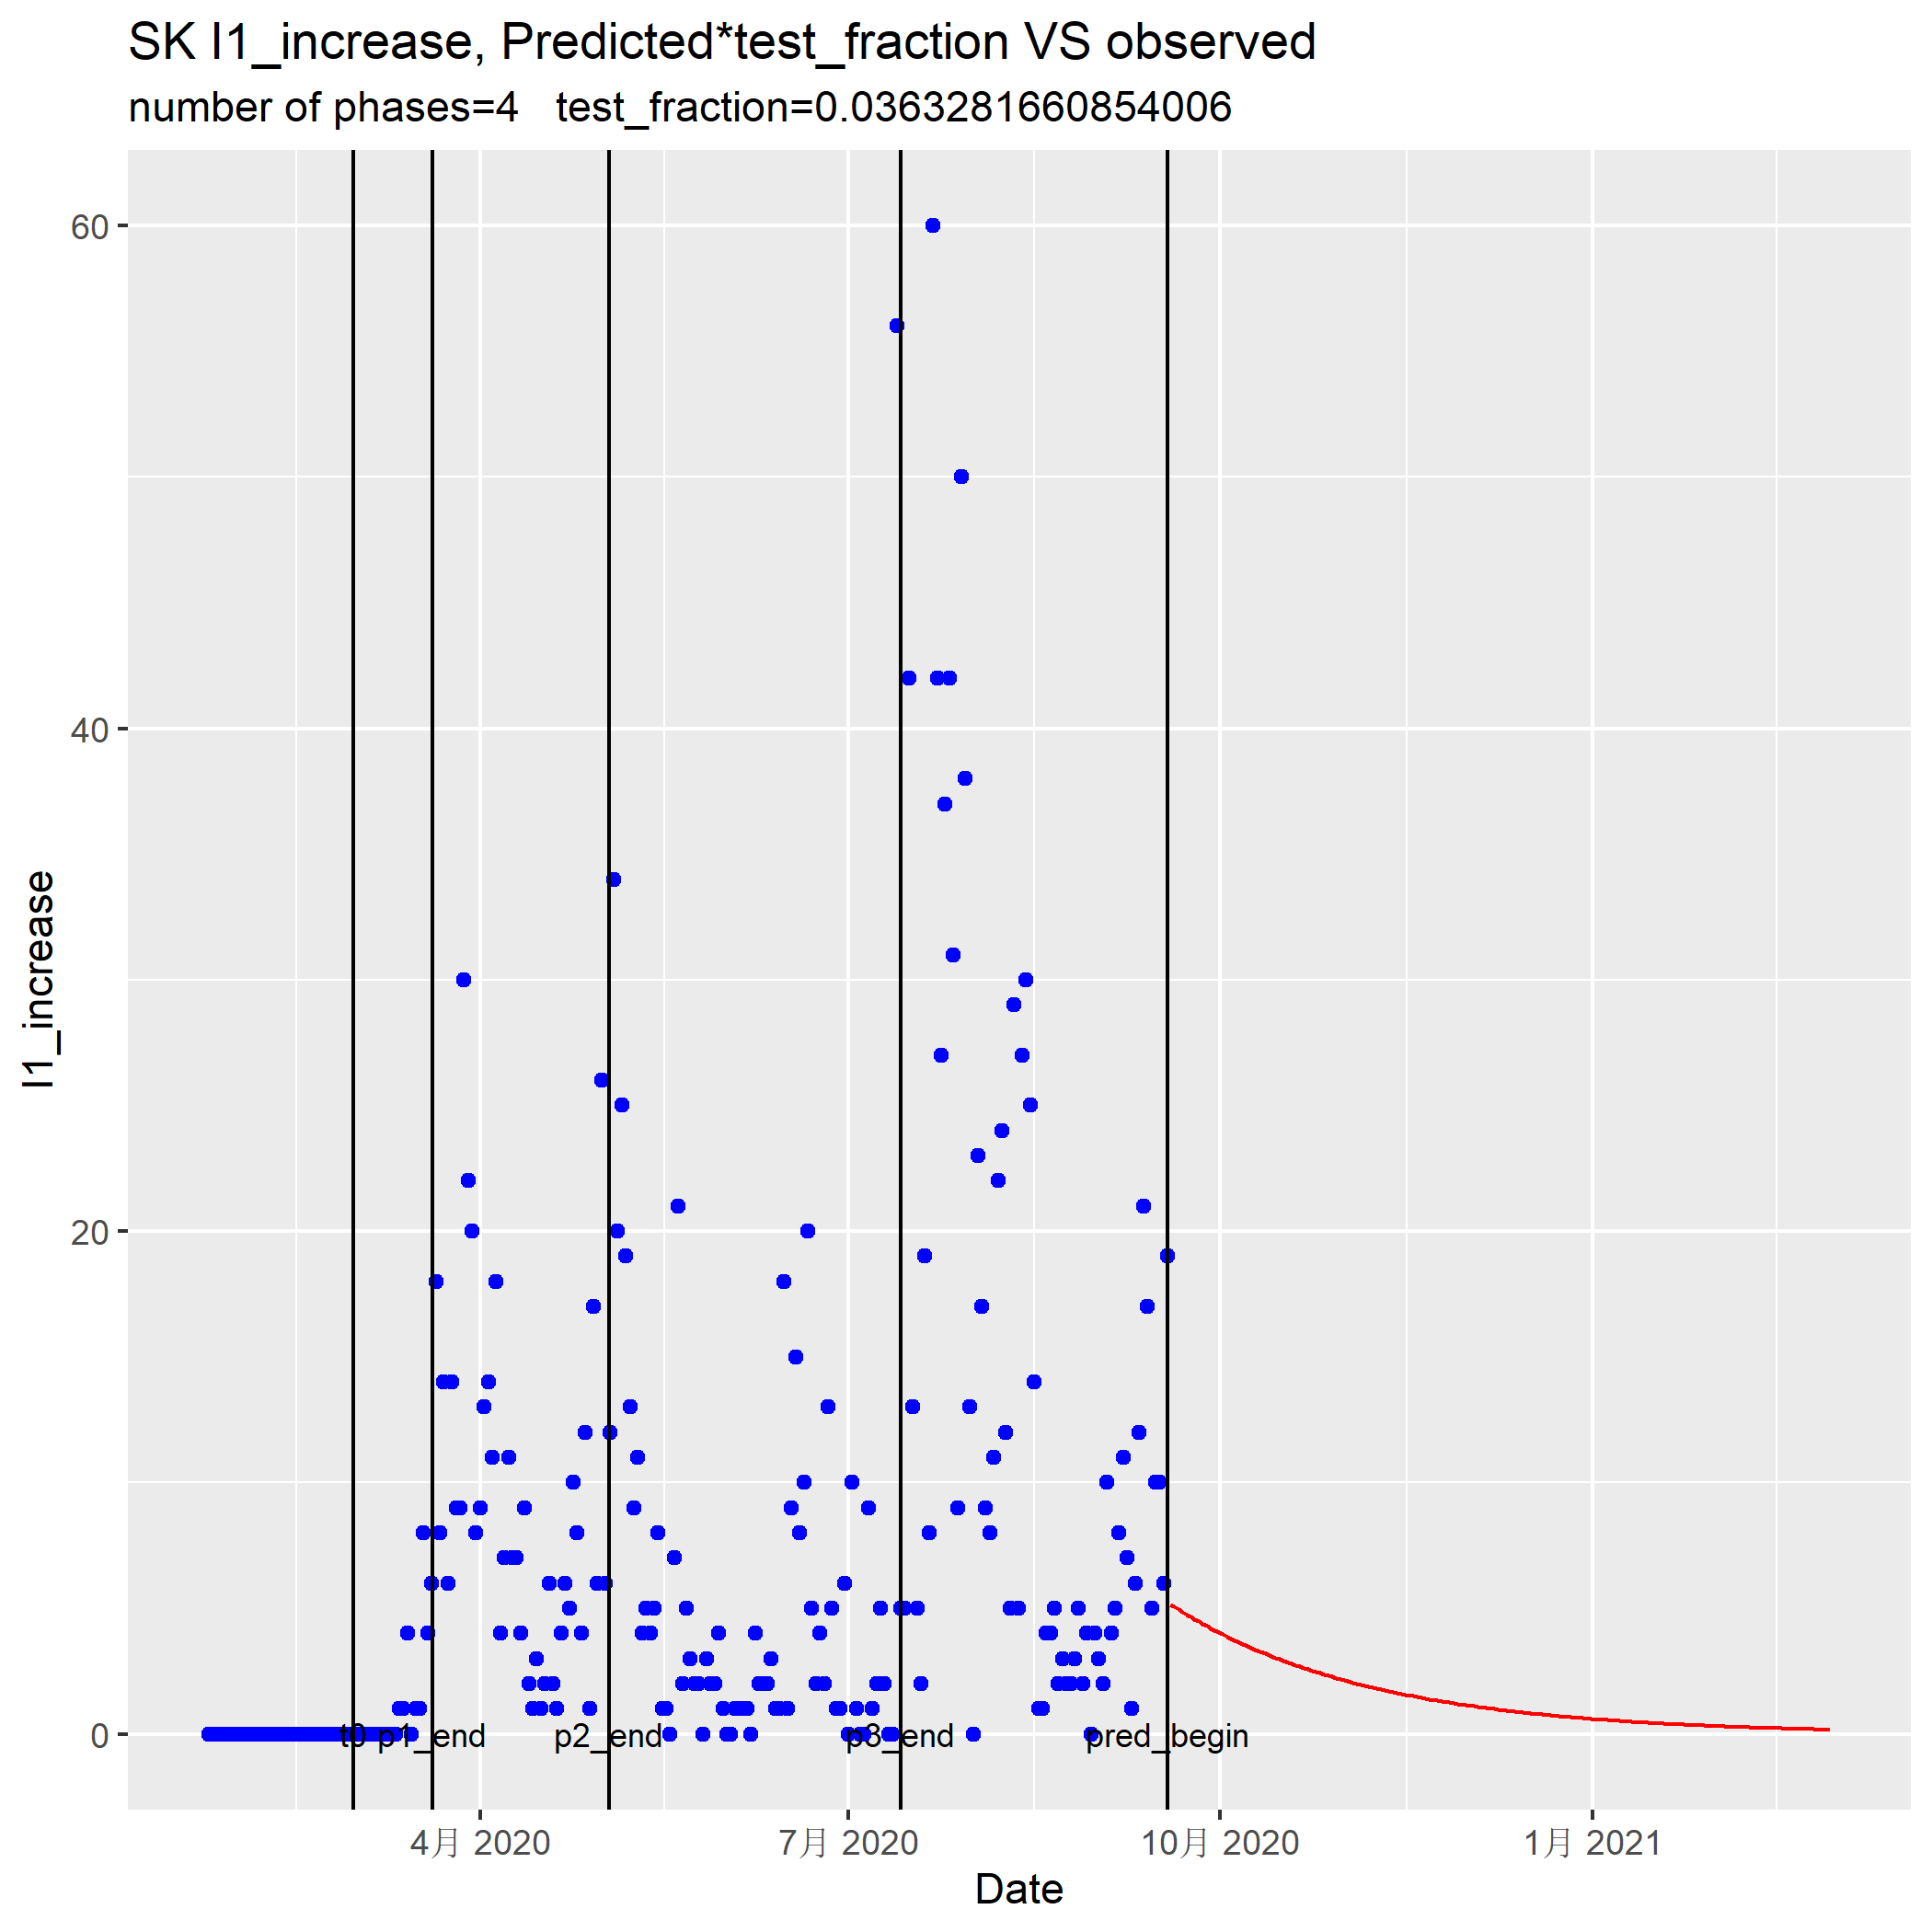 SK I1_increase, Predicted*test_fraction VS observed
number of phases=4 test_fraction=0.0363281660854006
60
40
20
0
I1_increase
t0 p1_end p2_end p3_end pred_begin
4月 2020 7月 2020 10月 2020 1月 2021
Date